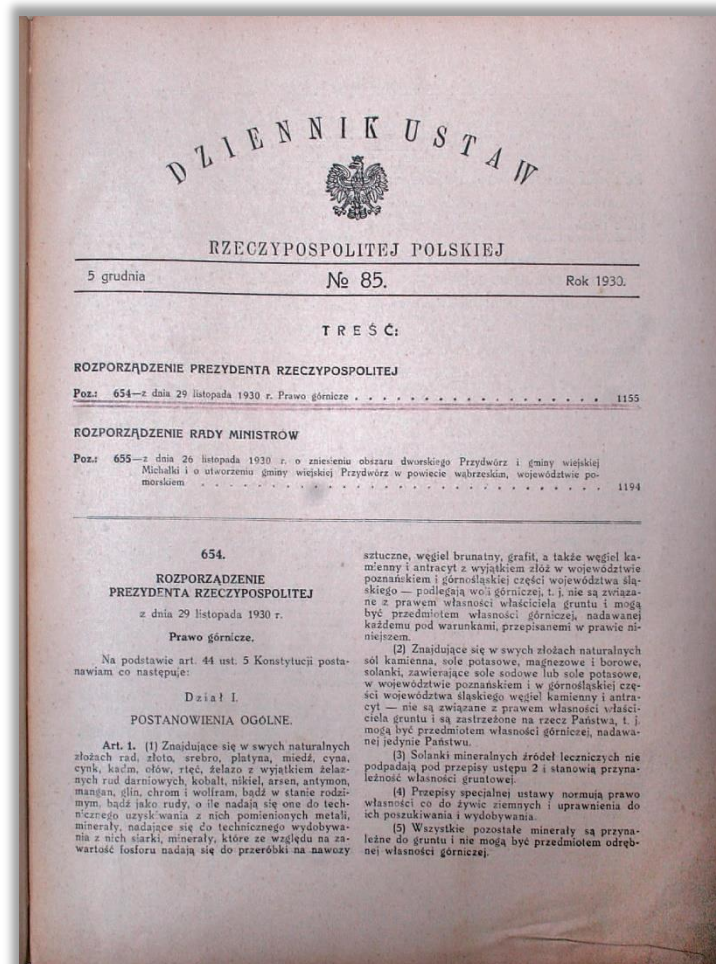 DZIENNIK USTAW
RZECZYPOSPOLITEJ POLSKIEJ
5 grudnia № 85. Rok 1930.
TREŚĆ:
ROZPORZĄDZENIE PREZYDENTA RZECZYPOSPOLITEJ
Poz.: 654—z dnia 29 listopada 1930 r. Prawo górnicze . . . . . . . . . . . . . . . . . . 1155
ROZPORZĄDZENIE RADY MINISTRÓW
Poz.: 655—z dnia 26 listopada 1930 r. o zniesieniu obszaru dworskiego Przydwórz i gminy wiejskiej
Michałki i o utworzeniu gminy wiejskiej Przydwórz w powiecie wąbrzeskim, województwie po-
morskiem . . . . . . . . . . . . . . . . . . . . . . . . . . . . . . 1194
654.
ROZPORZĄDZENIE
PREZYDENTA RZECZYPOSPOLITEJ
z dnia 29 listopada 1930 r.
Prawo górnicze.
Na podstawie art. 44 ust. 5 Konstytucji posta-
nawiam co następuje:
Dział I.
POSTANOWIENIA OGÓLNE.
Art. 1. (1) Znajdujące się w swych naturalnych
złożach rad, złoto, srebro, platyna, miedź, cyna,
cynk, kadm, ołów, rtęć, żelazo z wyjątkiem żelaz-
nych rud darniowych, kobalt, nikiel, arsen, antymon,
mangan, glin, chrom i wolfram, bądź w stanie rodzi-
mym, bądź jako rudy, o ile nadają się one do tech-
nicznego uzyskiwania z nich pomienionych metali,
minerały, nadające się do technicznego wydobywa-
nia z nich siarki, minerały, które ze względu na za-
wartość fosforu nadają się do przeróbki na nawozy
sztuczne, węgiel brunatny, grafit, a także węgiel ka-
mienny i antracyt z wyjątkiem złóż w województwie
poznańskiem i górnośląskiej części województwa ślą-
skiego — podlegają woli górniczej, t. j. nie są związa-
ne z prawem własności właściciela gruntu i mogą
być przedmiotem własności górniczej, nadawanej
każdemu pod warunkami, przepisanemi w prawie ni-
niejszem.
(2) Znajdujące się w swych złożach naturalnych
sól kamienna, sole potasowe, magnezowe i borowe,
solanki, zawierające sole sodowe lub sole potasowe,
w województwie poznańskiem i w górnośląskiej czę-
ści województwa śląskiego węgiel kamienny i antra-
cyt — nie są związane z prawem własności właści-
ciela gruntu i są zastrzeżone na rzecz Państwa, t. j.
mogą być przedmiotem własności górniczej, nadawa-
nej jedynie Państwu.
(3) Solanki mineralnych źródeł leczniczych nie
podpadają pod przepisy ustępu 2 i stanowią przyna-
leżność własności gruntowej.
(4) Przepisy specjalnej ustawy normują prawo
własności co do żywic ziemnych i uprawnienia do
ich poszukiwania i wydobywania.
(5) Wszystkie pozostałe minerały są przyna-
leżne do gruntu i nie mogą być przedmiotem odręb-
nej własności górniczej.